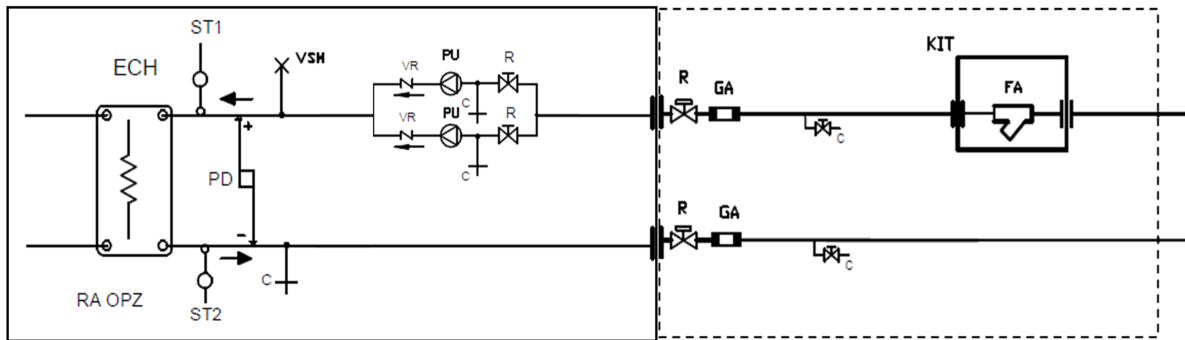 ST1
ECH
VSH
VR
PU
R
C
VR
PU
R
C
R
GA
C
KIT
FA
+
PD
-
R
GA
C
RA OPZ
ST2
C